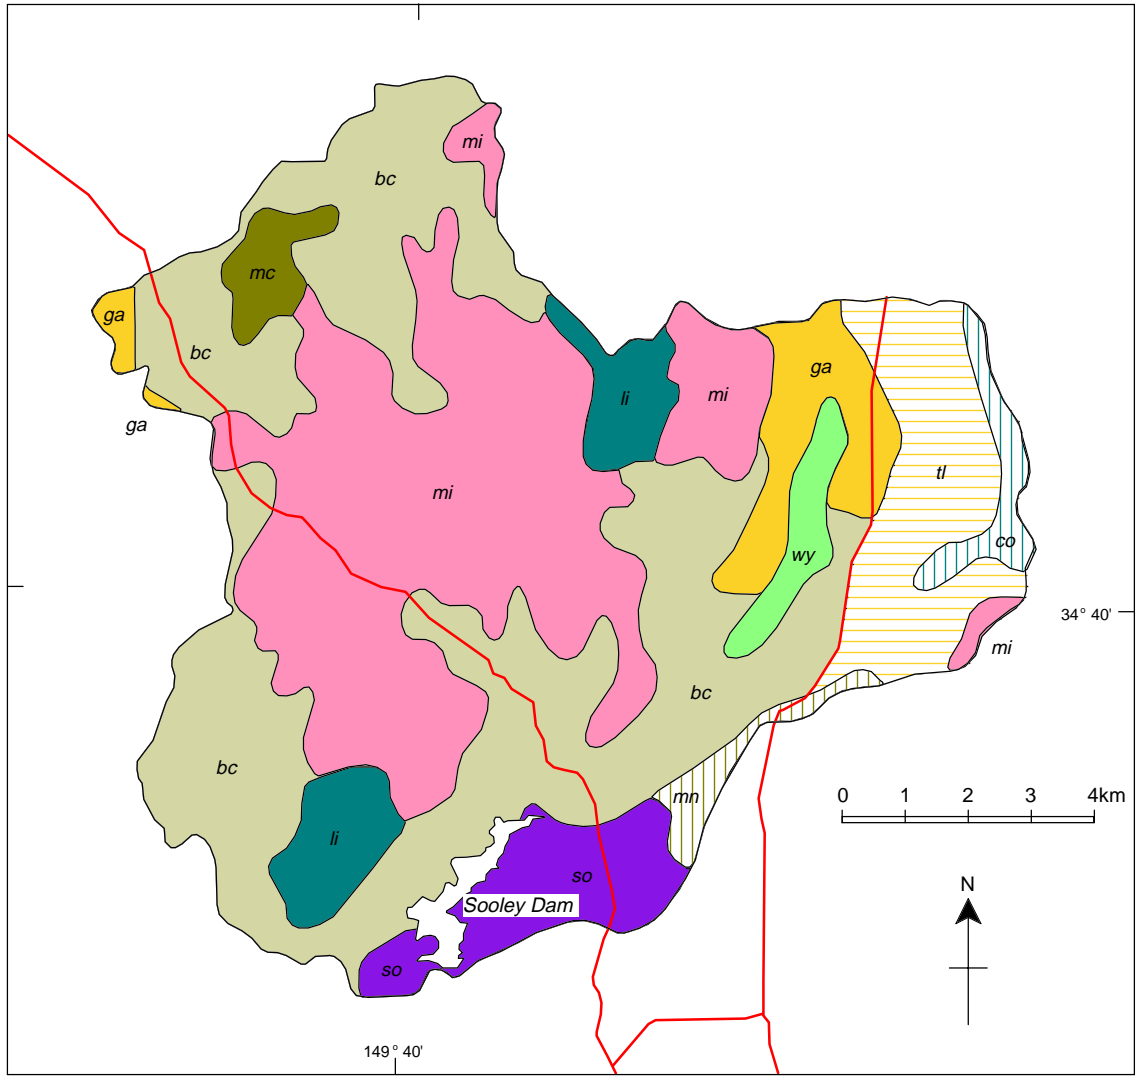 mi
bc
mc
ga
bc
ga
li
mi
ga
tl
mi
wy
co
34° 40'
mi
bc
bc
mn
0 1 2 3 4km
li
so
Sooley Dam
N
so
149° 40'